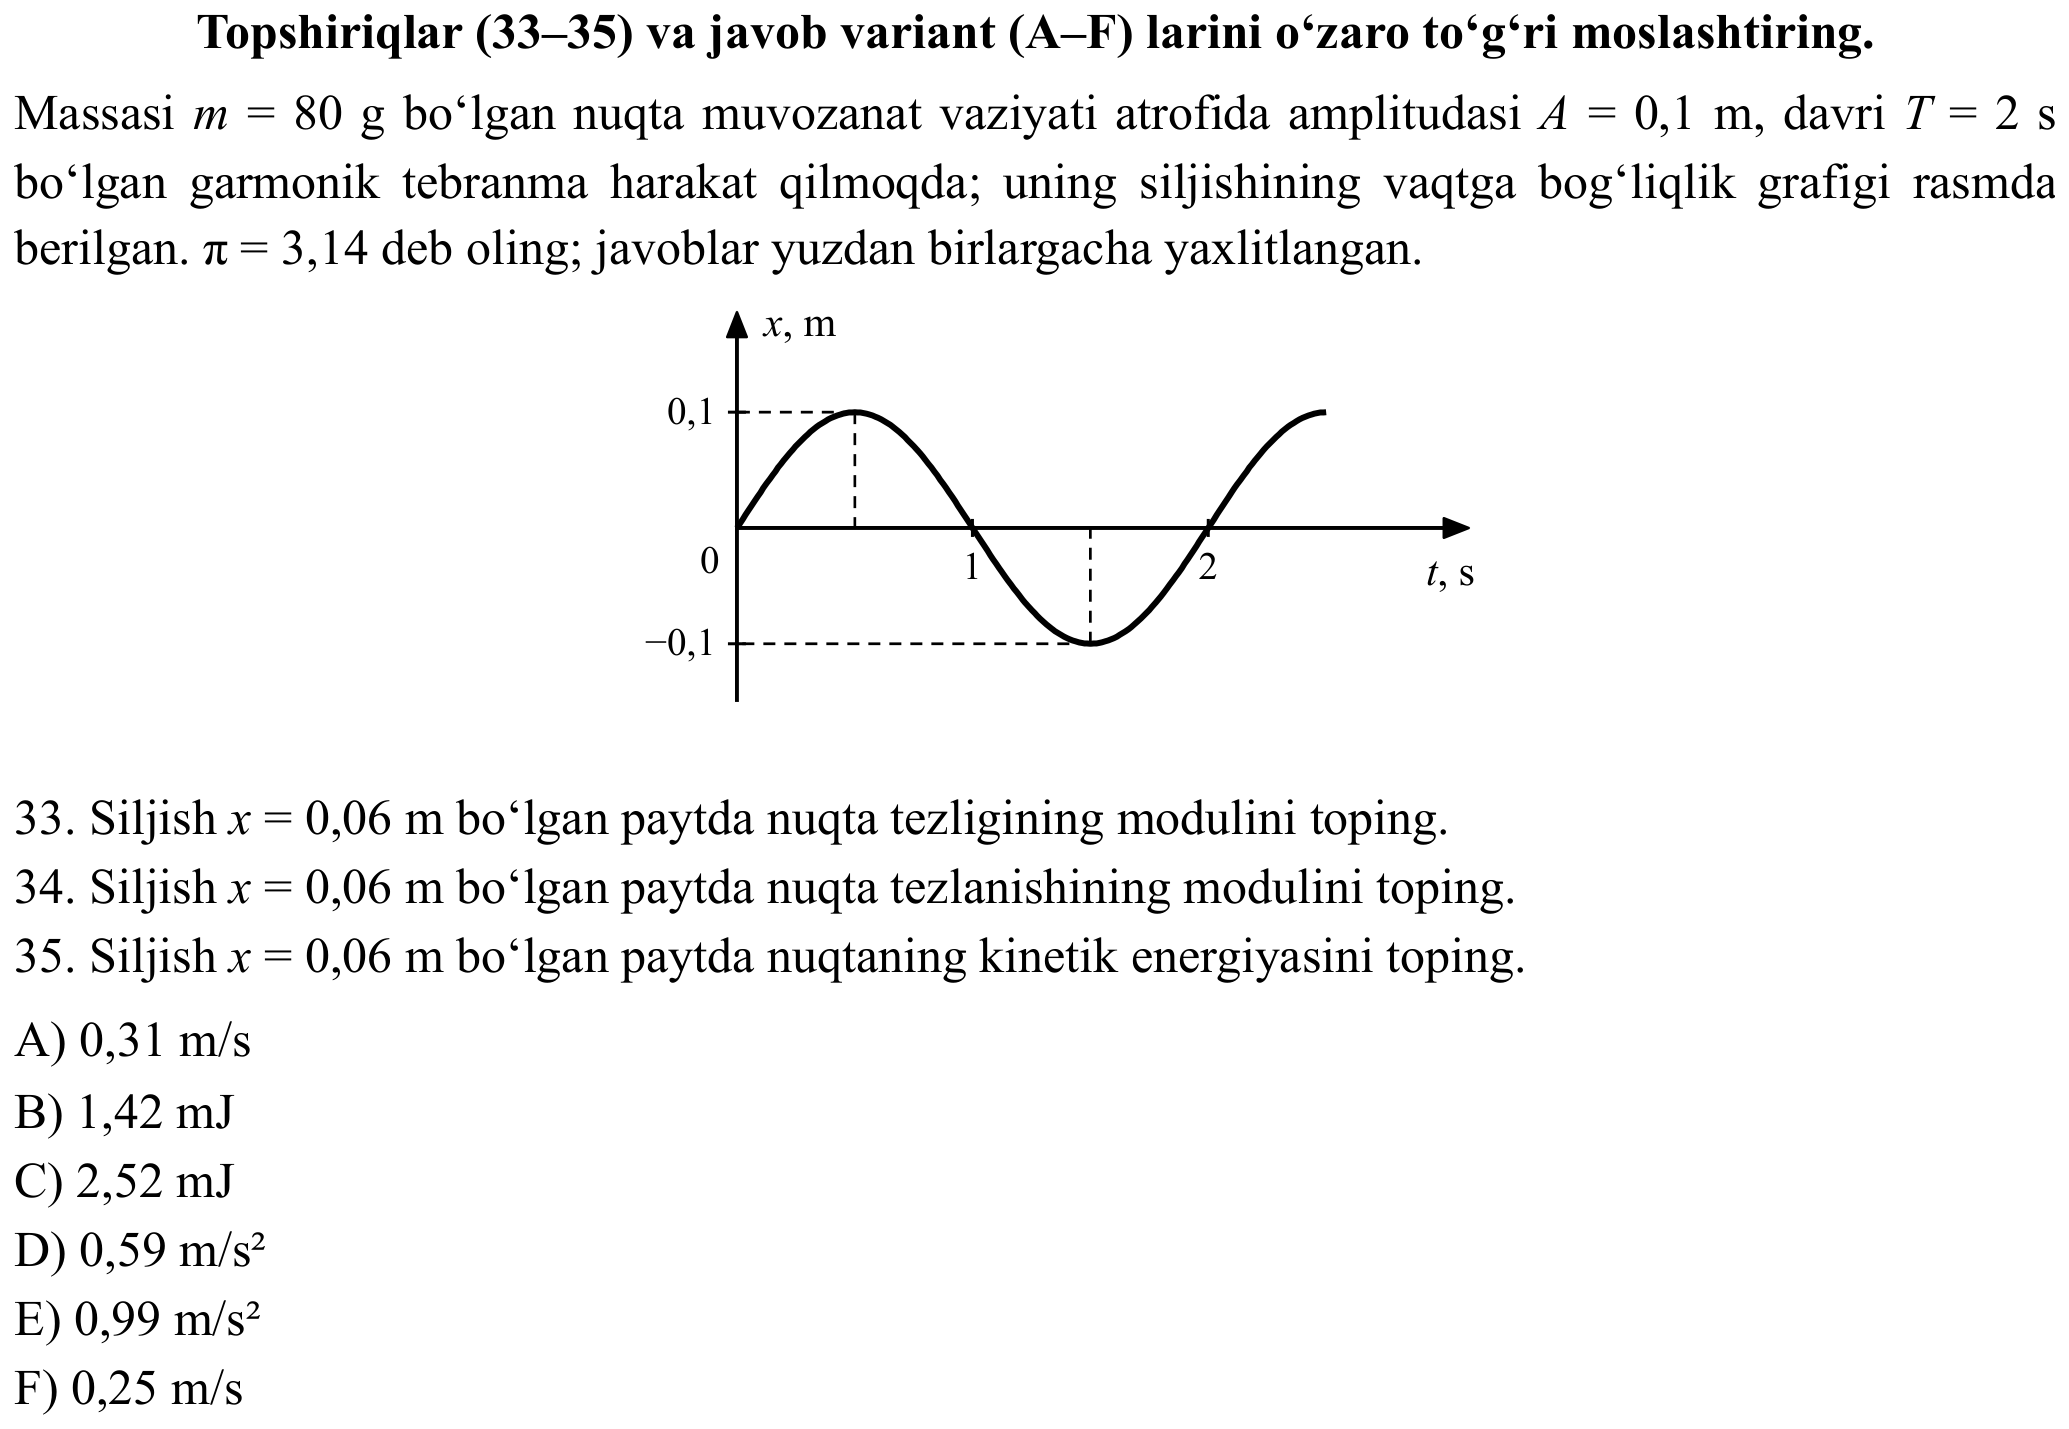 Topshiriqlar (33–35) va javob variant (A–F) larini o‘zaro to‘g‘ri moslashtiring.
Massasi m = 80 g bo‘lgan nuqta muvozanat vaziyati atrofida amplitudasi A = 0,1 m, davri T = 2 s
bo‘lgan garmonik tebranma harakat qilmoqda; uning siljishining vaqtga bog‘liqlik grafigi rasmda
berilgan. π = 3,14 deb oling; javoblar yuzdan birlargacha yaxlitlangan.
x, m
0,1
0
1
2
t, s
−0,1
33. Siljish x = 0,06 m bo‘lgan paytda nuqta tezligining modulini toping.
34. Siljish x = 0,06 m bo‘lgan paytda nuqta tezlanishining modulini toping.
35. Siljish x = 0,06 m bo‘lgan paytda nuqtaning kinetik energiyasini toping.
A) 0,31 m/s
B) 1,42 mJ
C) 2,52 mJ
D) 0,59 m/s²
E) 0,99 m/s²
F) 0,25 m/s